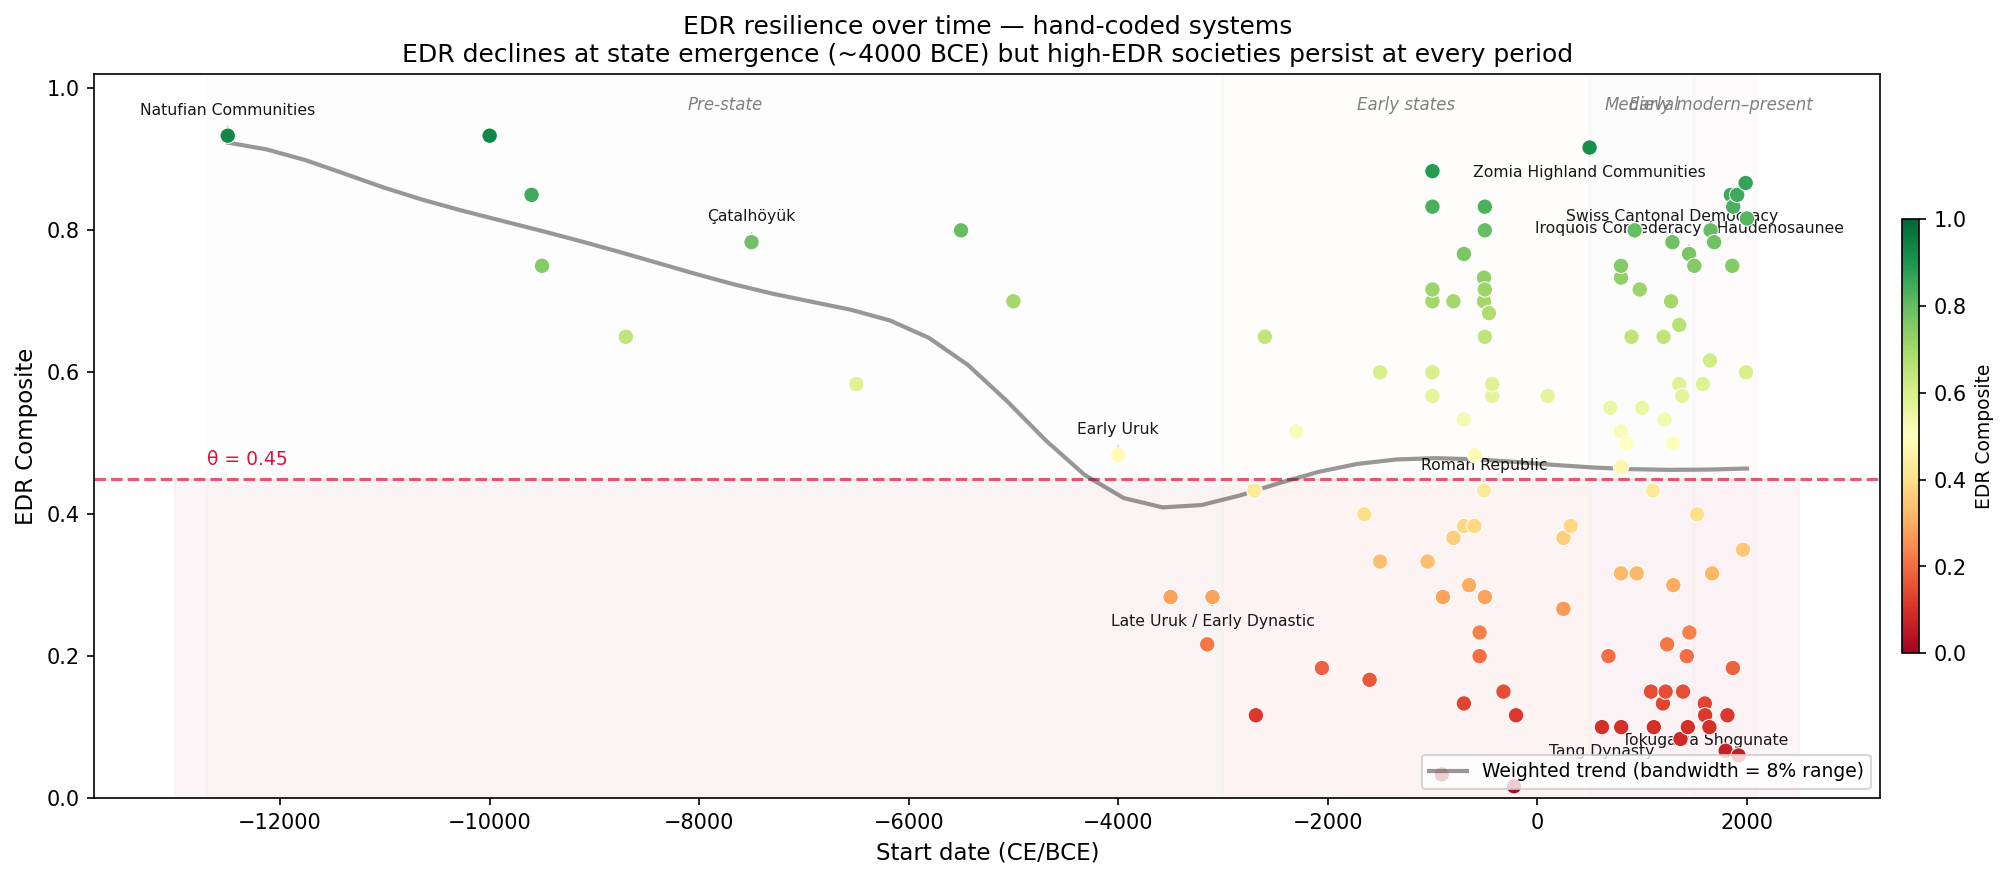 EDR resilience over time — hand-coded systems
EDR declines at state emergence (~4000 BCE) but high-EDR societies persist at every period
Natufian Communities
Pre-state
Early states
Medieval
Early modern–present
Zomia Highland Communities
Çatalhöyük
Swiss Cantonal Democracy
Iroquois Confederacy / Haudenosaunee
Early Uruk
θ = 0.45
Roman Republic
Late Uruk / Early Dynastic
Tokugawa Shogunate
Tang Dynasty
Weighted trend (bandwidth = 8% range)
EDR Composite
1.0
0.8
0.6
0.4
0.2
0.0
−12000
−10000
−8000
−6000
−4000
−2000
0
2000
Start date (CE/BCE)
1.0
0.8
0.6
0.4
0.2
0.0
EDR Composite